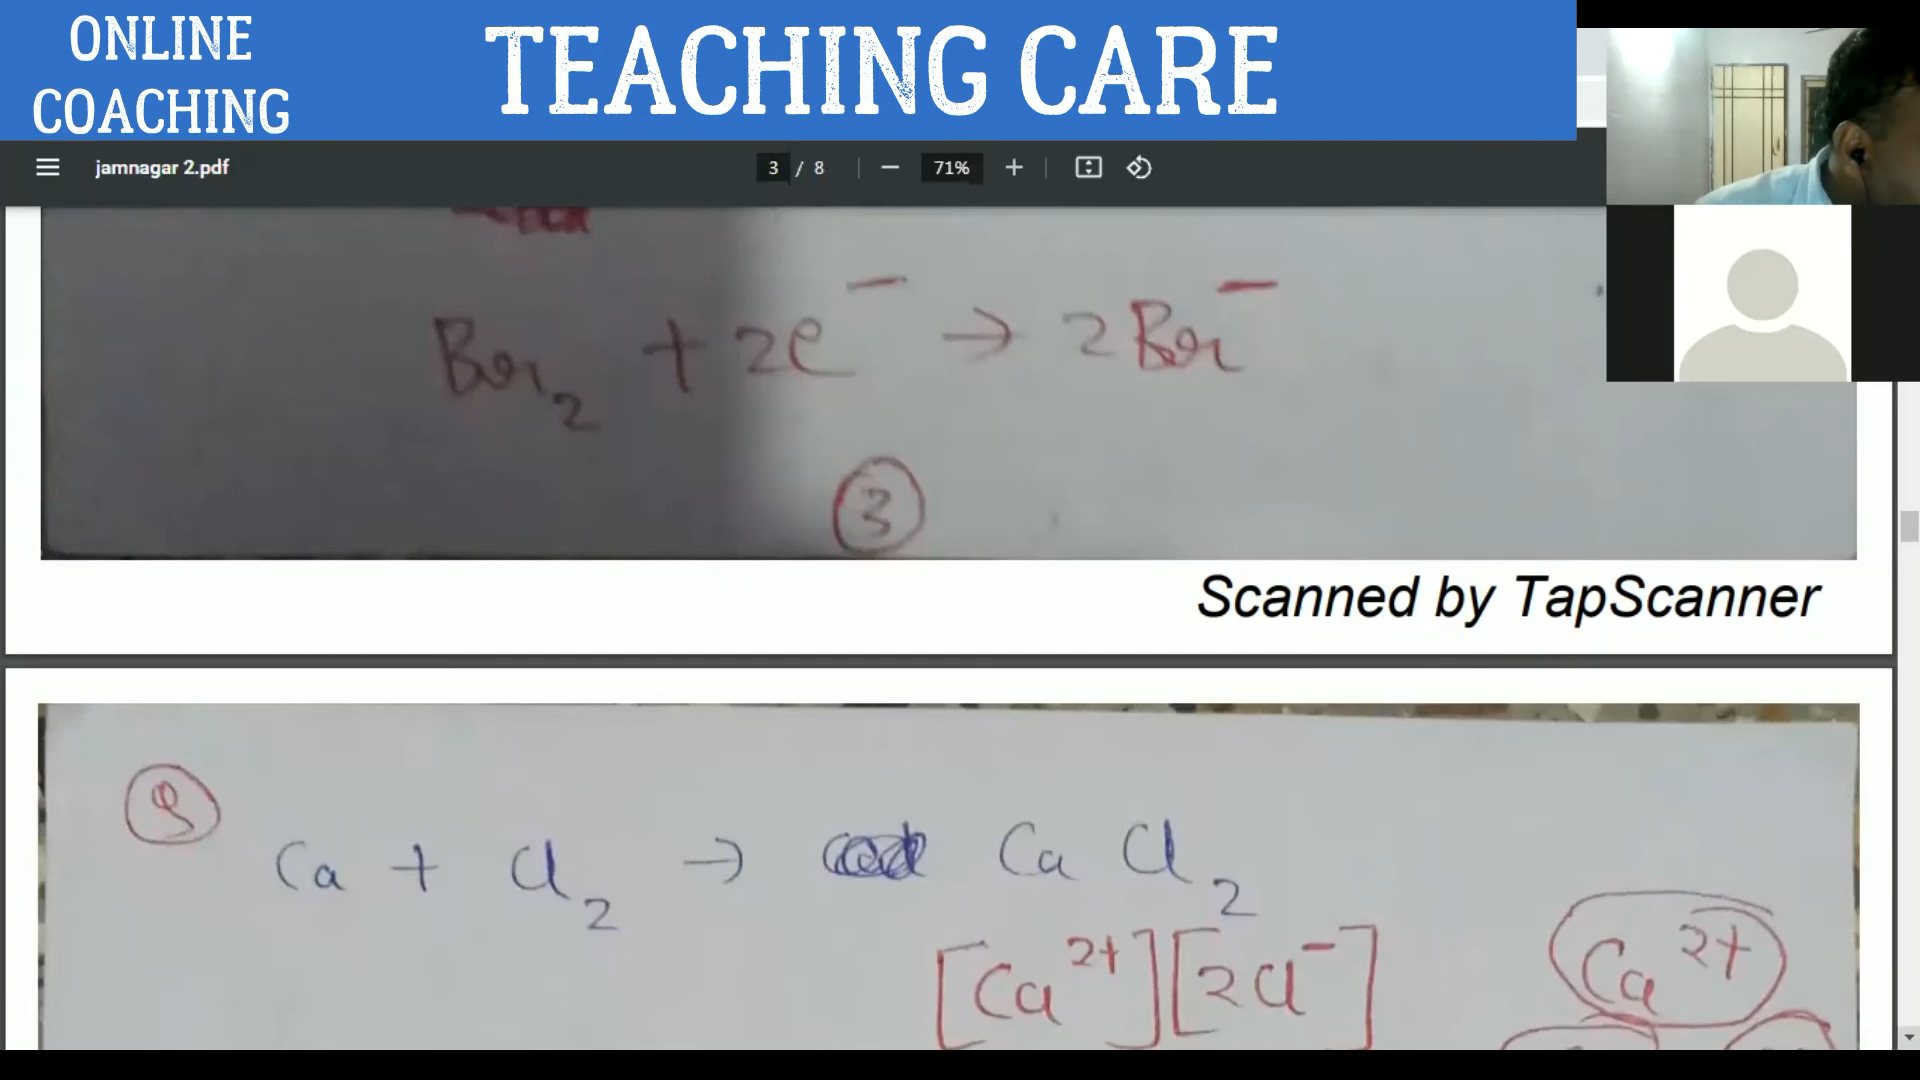 ONLINE
COACHING
TEACHING CARE
jamnagar 2.pdf
3 / 8
71%
Br₂ + 2e⁻ → 2Br⁻
3
Scanned by TapScanner
Ca + Cl₂ → CaCl₂
[Ca²⁺][2Cl⁻]
Ca²⁺